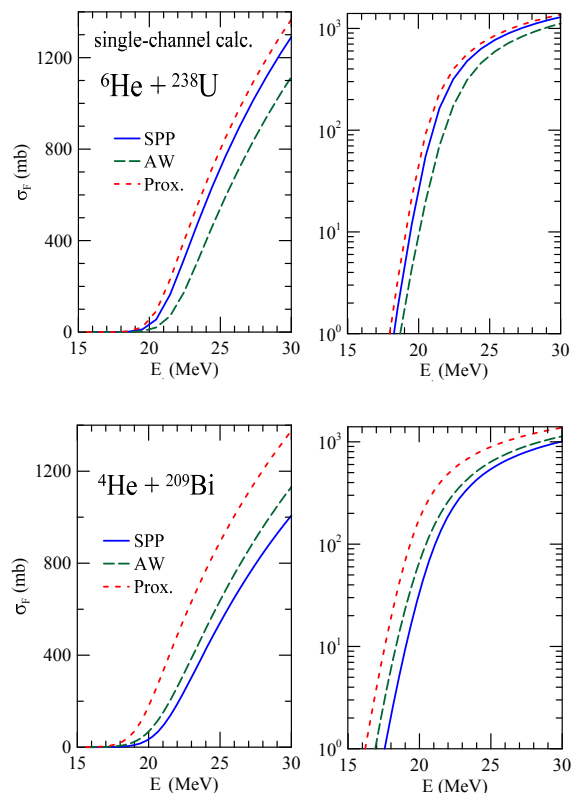 single-channel calc.
⁶He + ²³⁸U
SPP
AW
Prox.
σF (mb)
1200
800
400
0
15 20 25 30
E (MeV)
10³
10²
10¹
10⁰
15 20 25 30
E (MeV)
⁴He + ²⁰⁹Bi
SPP
AW
Prox.
σF (mb)
1200
800
400
0
15 20 25 30
E (MeV)
10³
10²
10¹
10⁰
15 20 25 30
E (MeV)